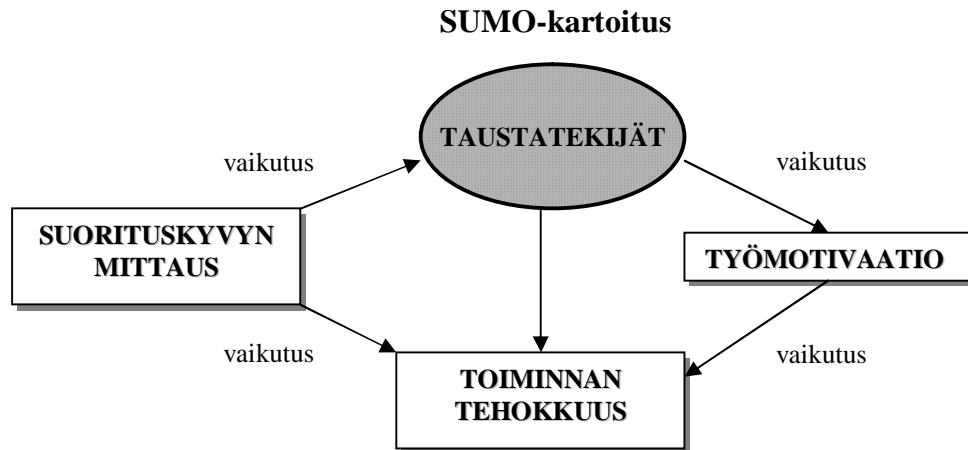 SUMO-kartoitus
TAUSTATEKIJÄT
vaikutus
vaikutus
SUORITUSKYVYN
MITTAUS
TYÖMOTIVAATIO
vaikutus
vaikutus
TOIMINNAN
TEHOKKUUS